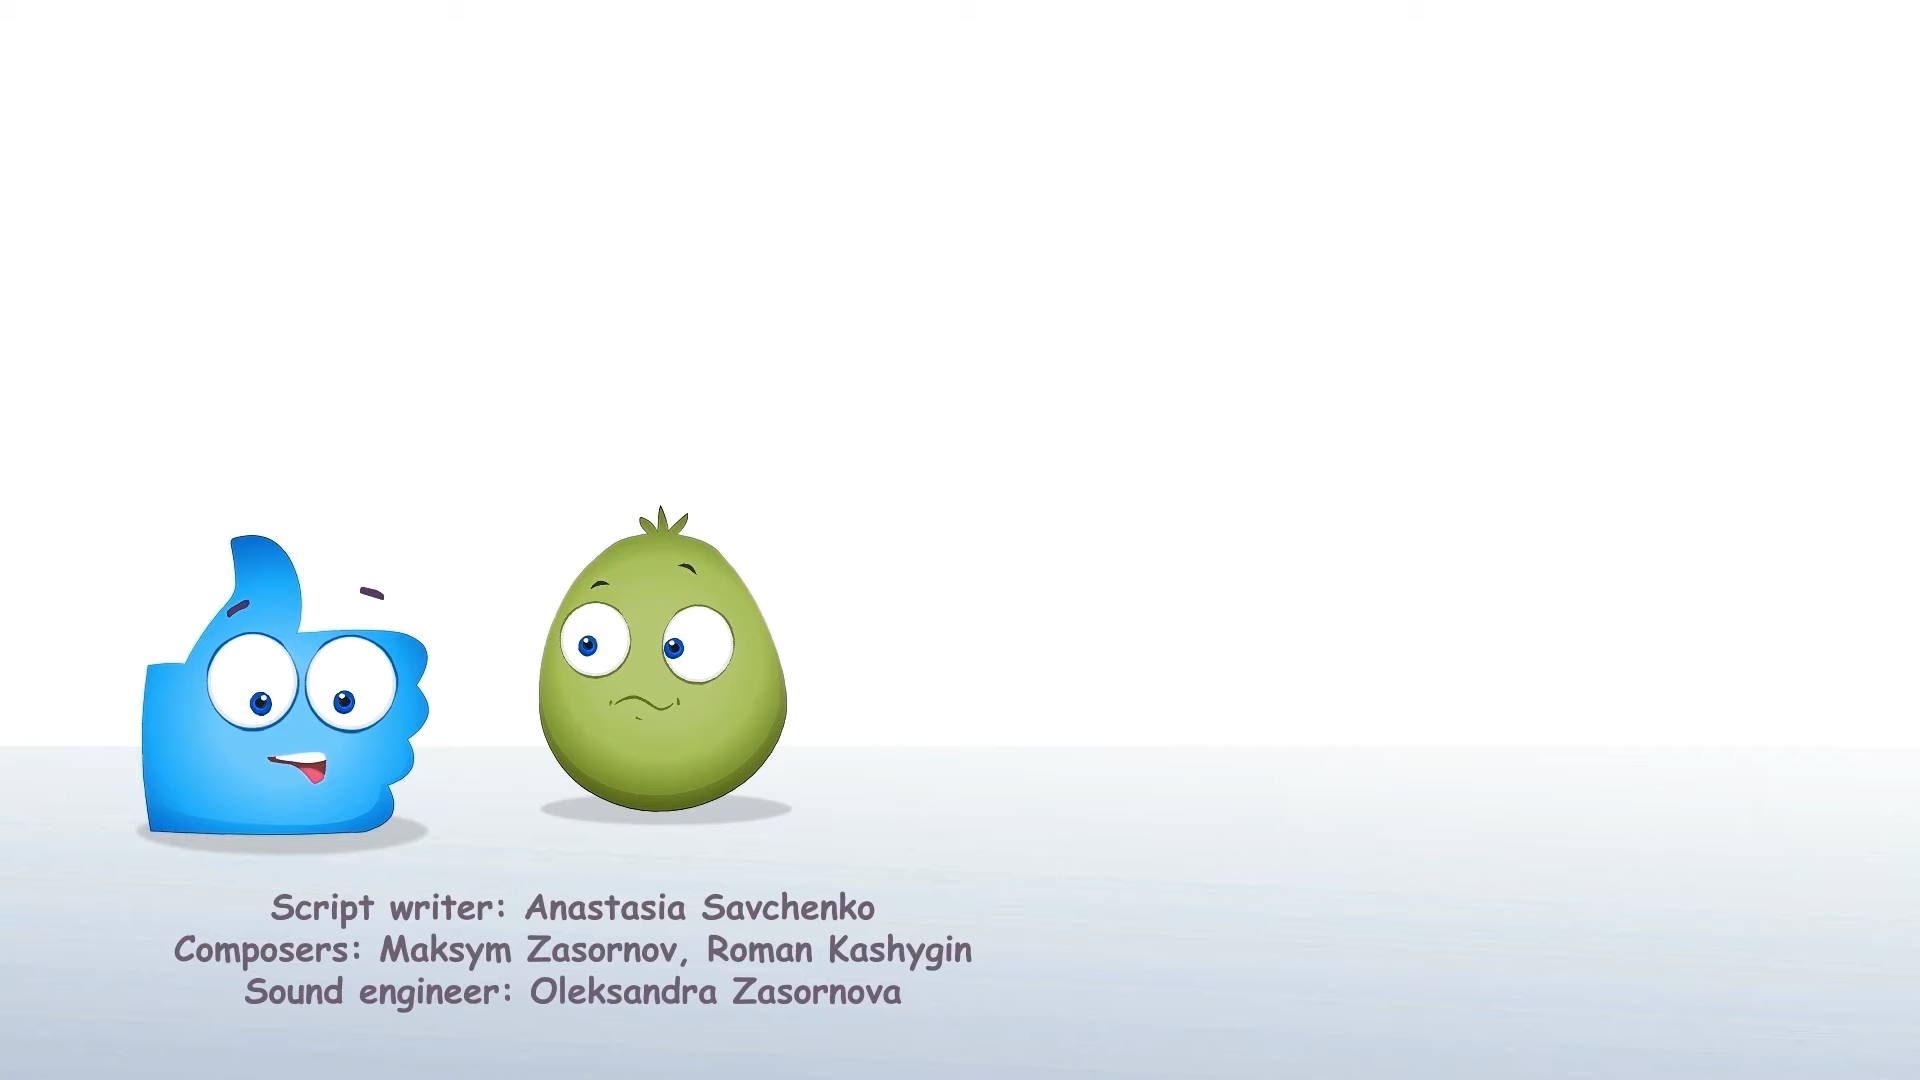 Script writer: Anastasia Savchenko
Composers: Maksym Zasornov, Roman Kashygin
Sound engineer: Oleksandra Zasornova